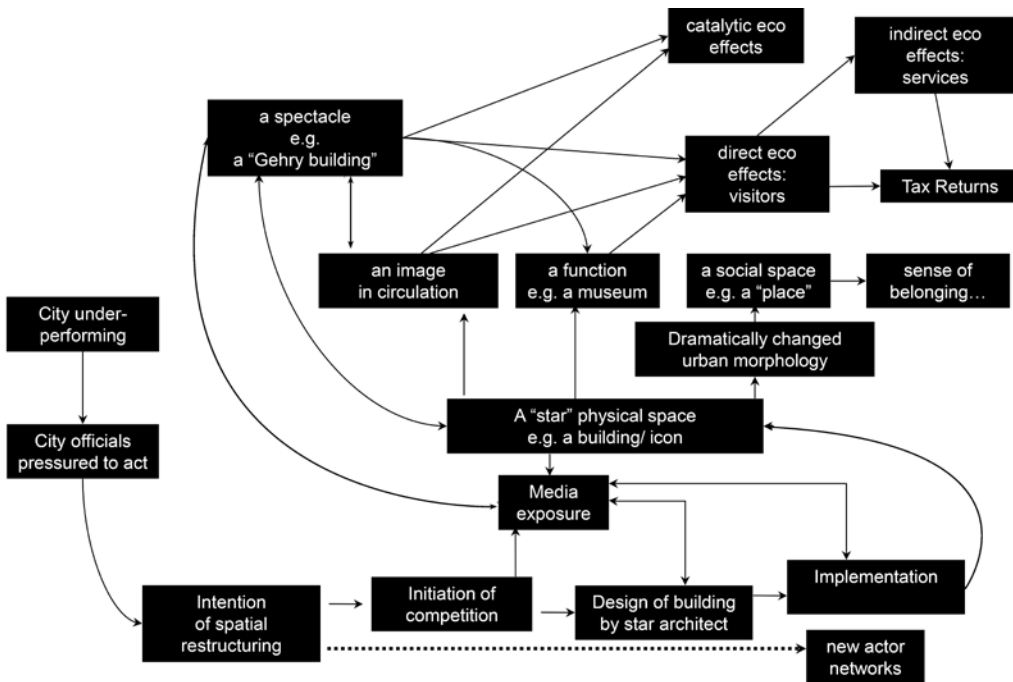 catalytic eco
effects
indirect eco
effects:
services
a spectacle
e.g.
a “Gehry building”
direct eco
effects:
visitors
Tax Returns
an image
in circulation
a function
e.g. a museum
a social space
e.g. a “place”
sense of
belonging…
City under-
performing
Dramatically changed
urban morphology
A “star” physical space
e.g. a building/ icon
City officials
pressured to act
Media
exposure
Intention
of spatial
restructuring
Initiation of
competition
Design of building
by star architect
Implementation
new actor
networks